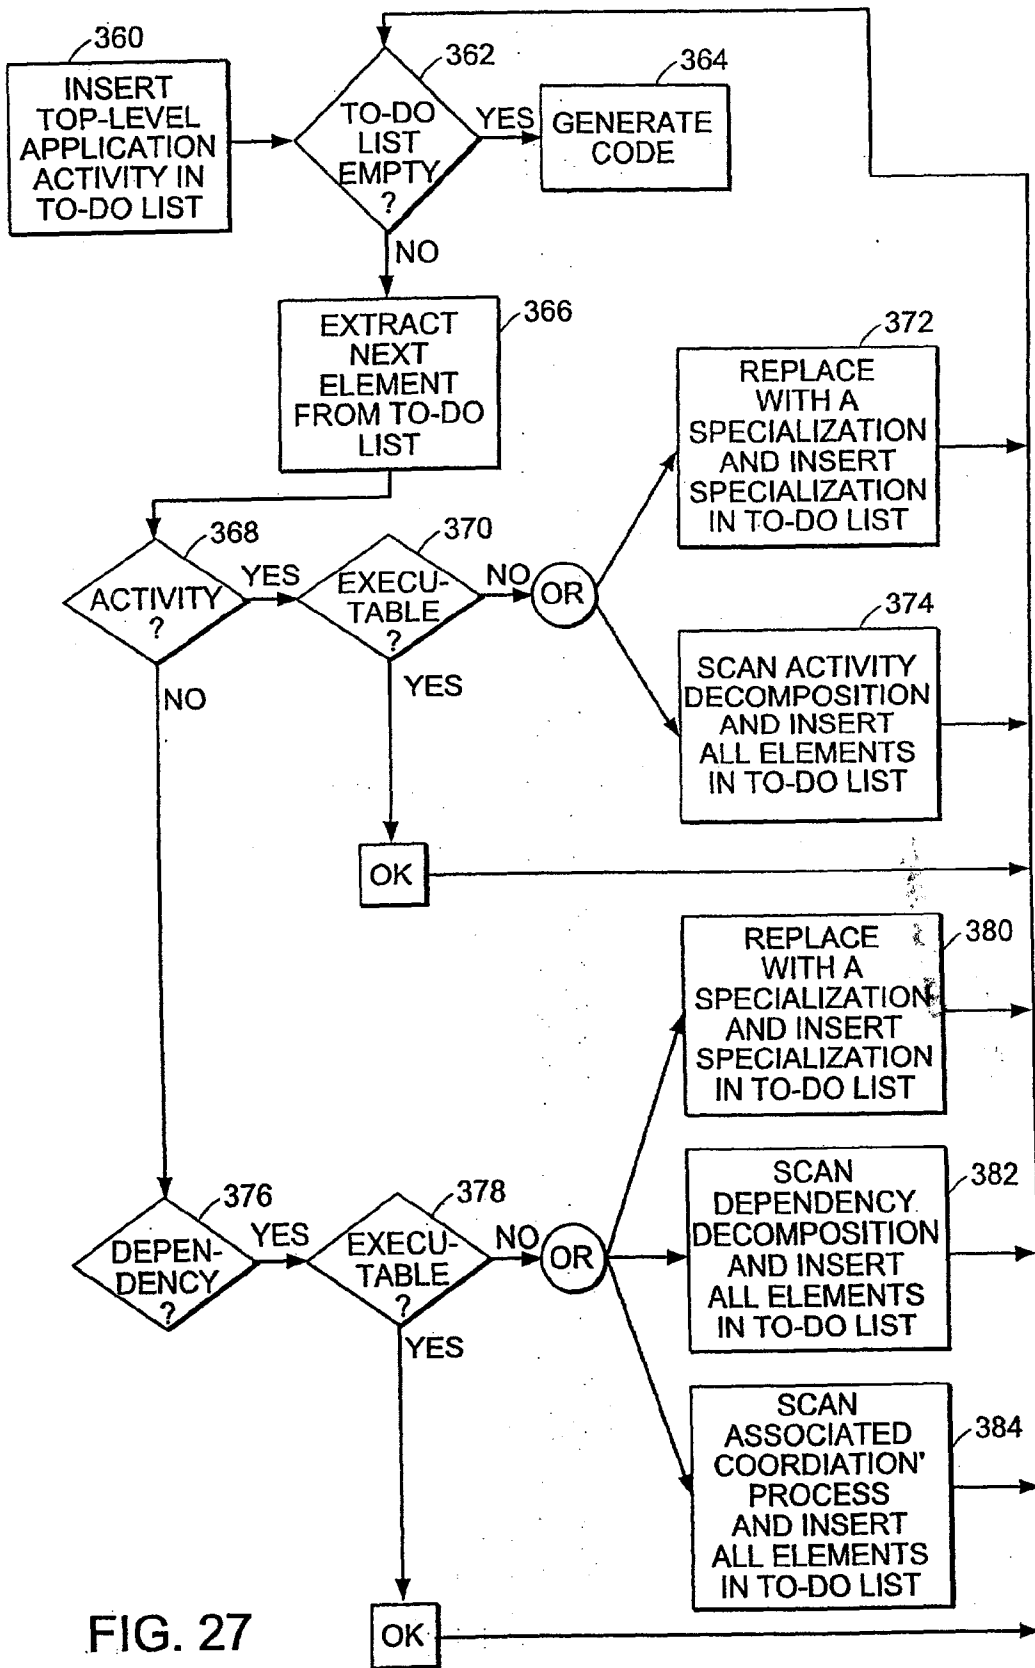 360
INSERT
TOP-LEVEL
APPLICATION
ACTIVITY IN
TO-DO LIST
362
TO-DO
LIST
EMPTY
?
YES
364
GENERATE
CODE
NO
366
EXTRACT
NEXT
ELEMENT
FROM TO-DO
LIST
368
ACTIVITY
?
YES
370
EXECU-
TABLE
?
NO
OR
372
REPLACE
WITH A
SPECIALIZATION
AND INSERT
SPECIALIZATION
IN TO-DO LIST
374
SCAN ACTIVITY
DECOMPOSITION
AND INSERT
ALL ELEMENTS
IN TO-DO LIST
NO
YES
OK
376
DEPEN-
DENCY
?
YES
378
EXECU-
TABLE
?
NO
OR
380
REPLACE
WITH A
SPECIALIZATION
AND INSERT
SPECIALIZATION
IN TO-DO LIST
382
SCAN
DEPENDENCY
DECOMPOSITION
AND INSERT
ALL ELEMENTS
IN TO-DO LIST
384
SCAN
ASSOCIATED
COORDIATION'
PROCESS
AND INSERT
ALL ELEMENTS
IN TO-DO LIST
YES
OK
FIG. 27